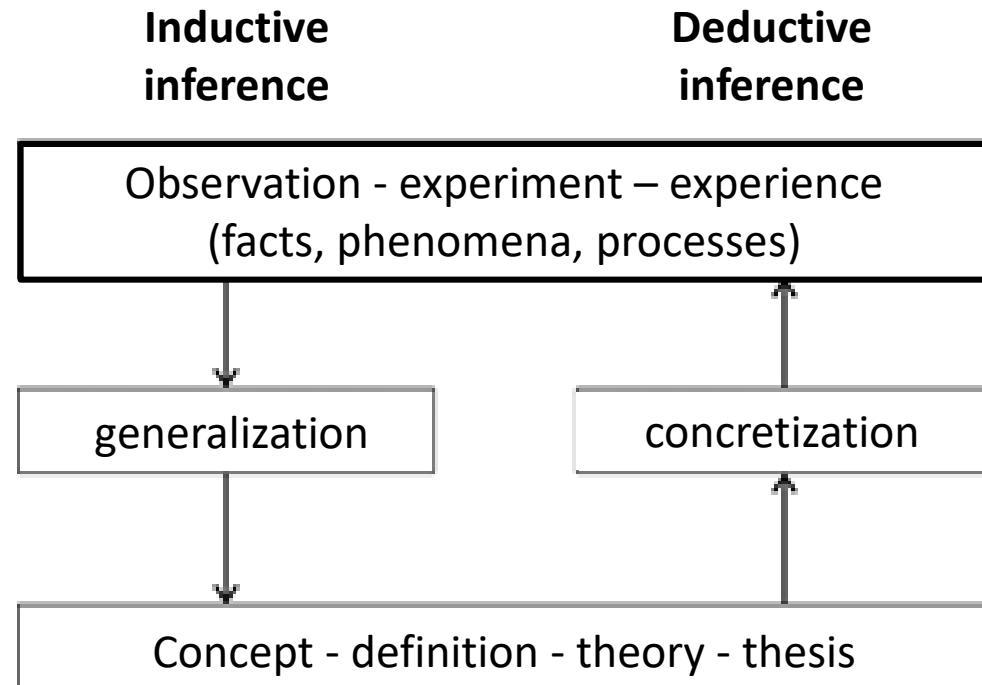 Inductive
inference
Deductive
inference
Observation - experiment – experience
(facts, phenomena, processes)
generalization
concretization
Concept - definition - theory - thesis